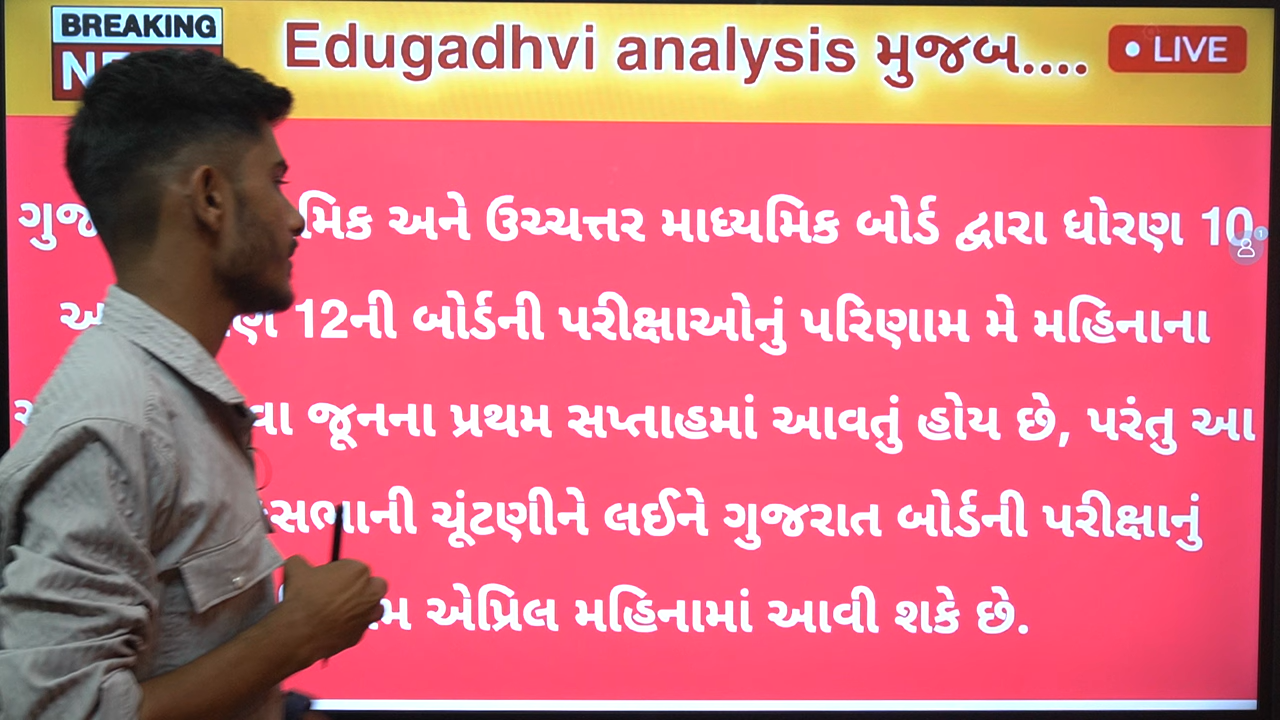 BREAKING
Edugadhvi analysis મુજબ....
LIVE
અને ઉચ્ચત્તર માધ્યમિક બોર્ડ દ્વારા ધોરણ 10
12ની બોર્ડની પરીક્ષાઓનું પરિણામ મે મહિનાના
જૂનના પ્રથમ સપ્તાહમાં આવતું હોય છે, પરંતુ આ
ચૂંટણીને લઈને ગુજરાત બોર્ડની પરીક્ષાનું
એપ્રિલ મહિનામાં આવી શકે છે.